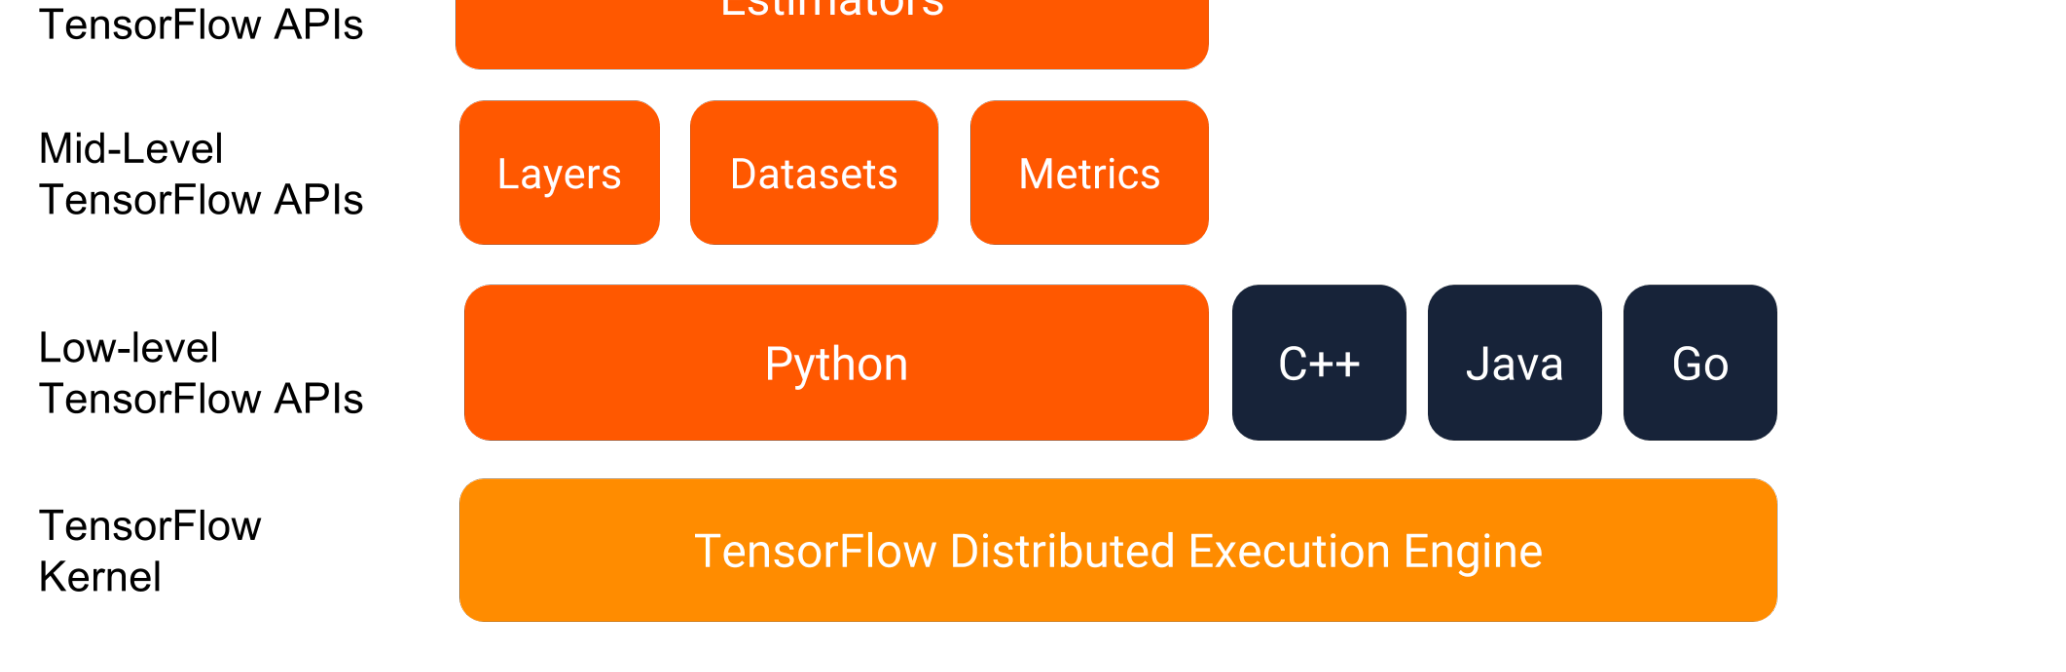 TensorFlow APIs
Estimators
Mid-Level
TensorFlow APIs
Layers
Datasets
Metrics
Low-level
TensorFlow APIs
Python
C++
Java
Go
TensorFlow
Kernel
TensorFlow Distributed Execution Engine